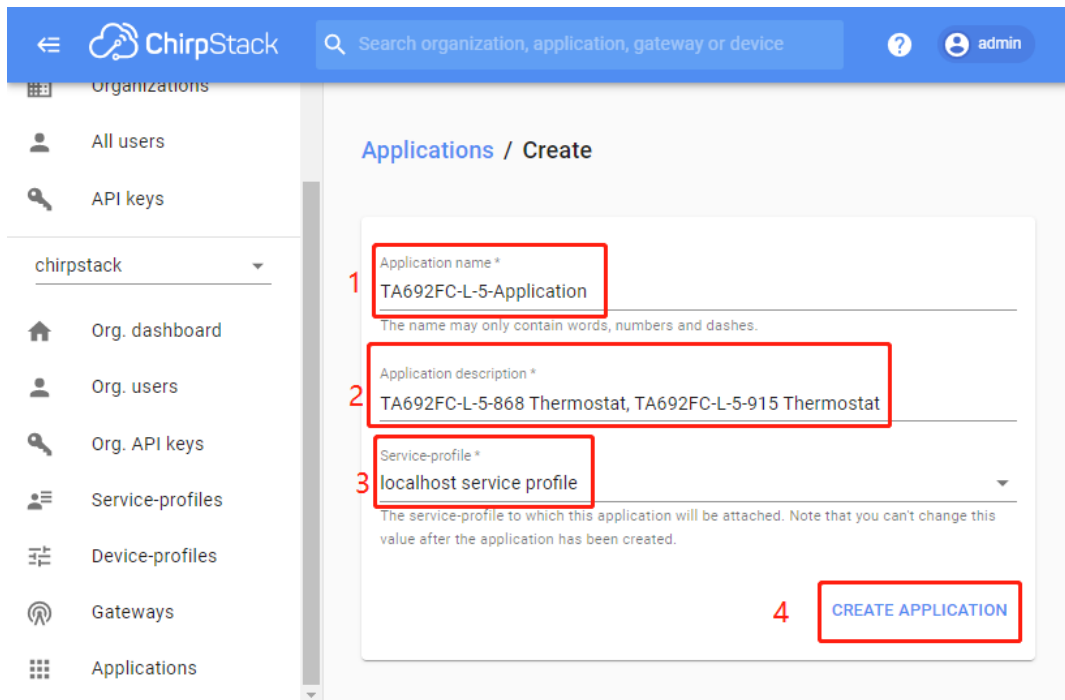 ChirpStack
Search organization, application, gateway or device
? admin
Organizations
All users
API keys
chirpstack
Org. dashboard
Org. users
Org. API keys
Service-profiles
Device-profiles
Gateways
Applications
Applications / Create
1
Application name *
TA692FC-L-5-Application
The name may only contain words, numbers and dashes.
2
Application description *
TA692FC-L-5-868 Thermostat, TA692FC-L-5-915 Thermostat
3
Service-profile *
localhost service profile
The service-profile to which this application will be attached. Note that you can't change this
value after the application has been created.
4
CREATE APPLICATION